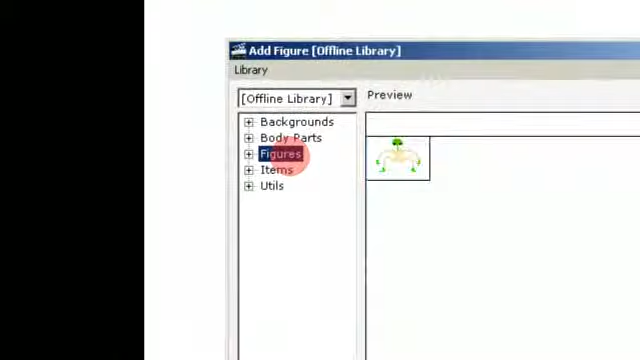 Add Figure [Offline Library]
Library
[Offline Library]
Preview
Backgrounds
Body Parts
Figures
Items
Utils